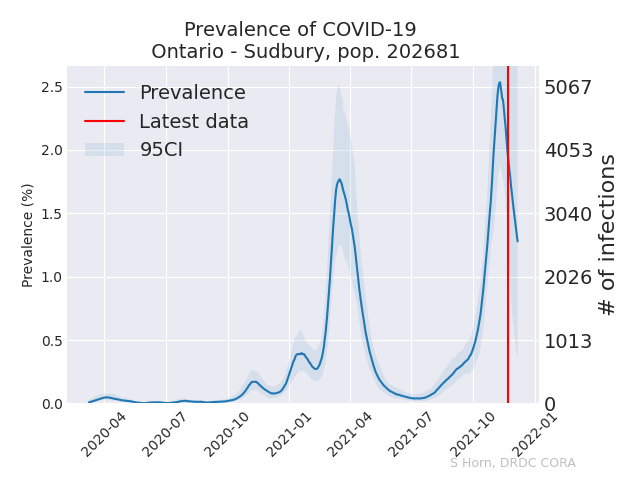 Prevalence of COVID-19
Ontario - Sudbury, pop. 202681
Prevalence
Latest data
95CI
Prevalence (%)
2.5
2.0
1.5
1.0
0.5
0.0
5067
4053
3040
2026
1013
0
# of infections
2020-04
2020-07
2020-10
2021-01
2021-04
2021-07
2021-10
2022-01
S Horn, DRDC CORA